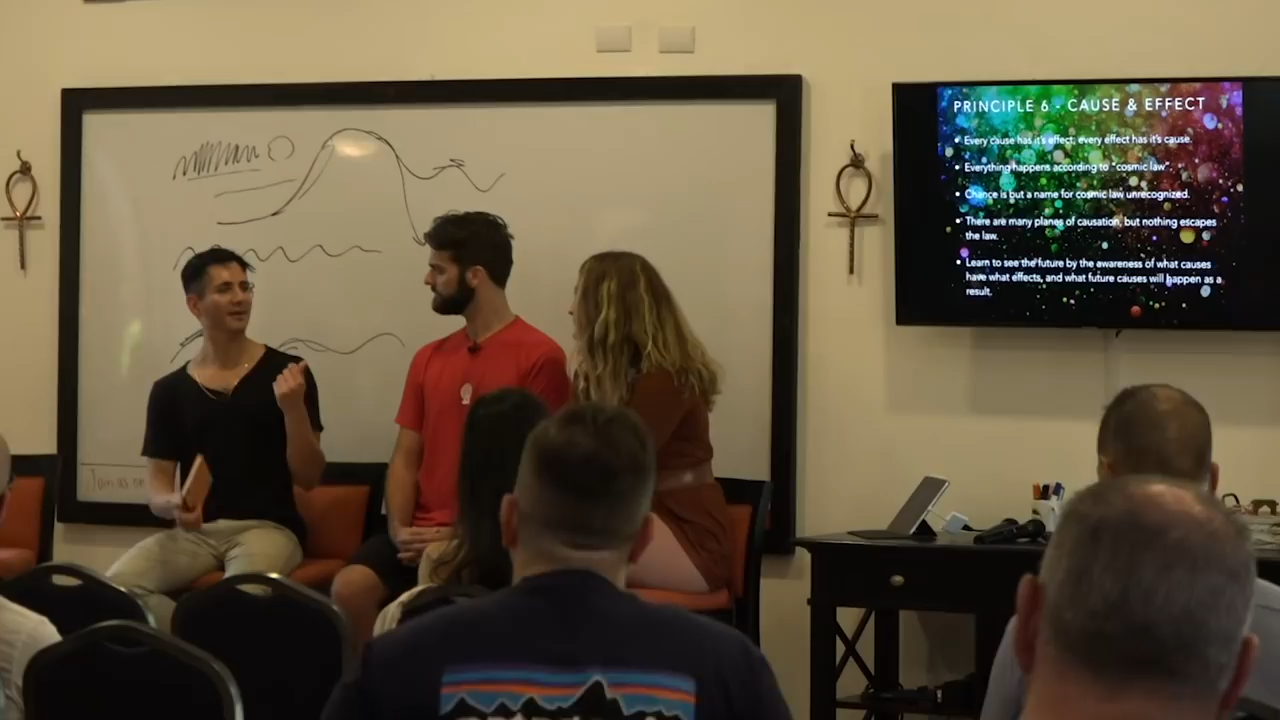 PRINCIPLE 6 - CAUSE & EFFECT
• Every cause has it's effect; every effect has it's cause.
• Everything happens according to "cosmic law".
• Chance is but a name for cosmic law unrecognized.
• There are many planes of causation, but nothing escapes
the law.
• Learn to see the future by the awareness of what causes
have what effects, and what future causes will happen as a
result.
Join us on